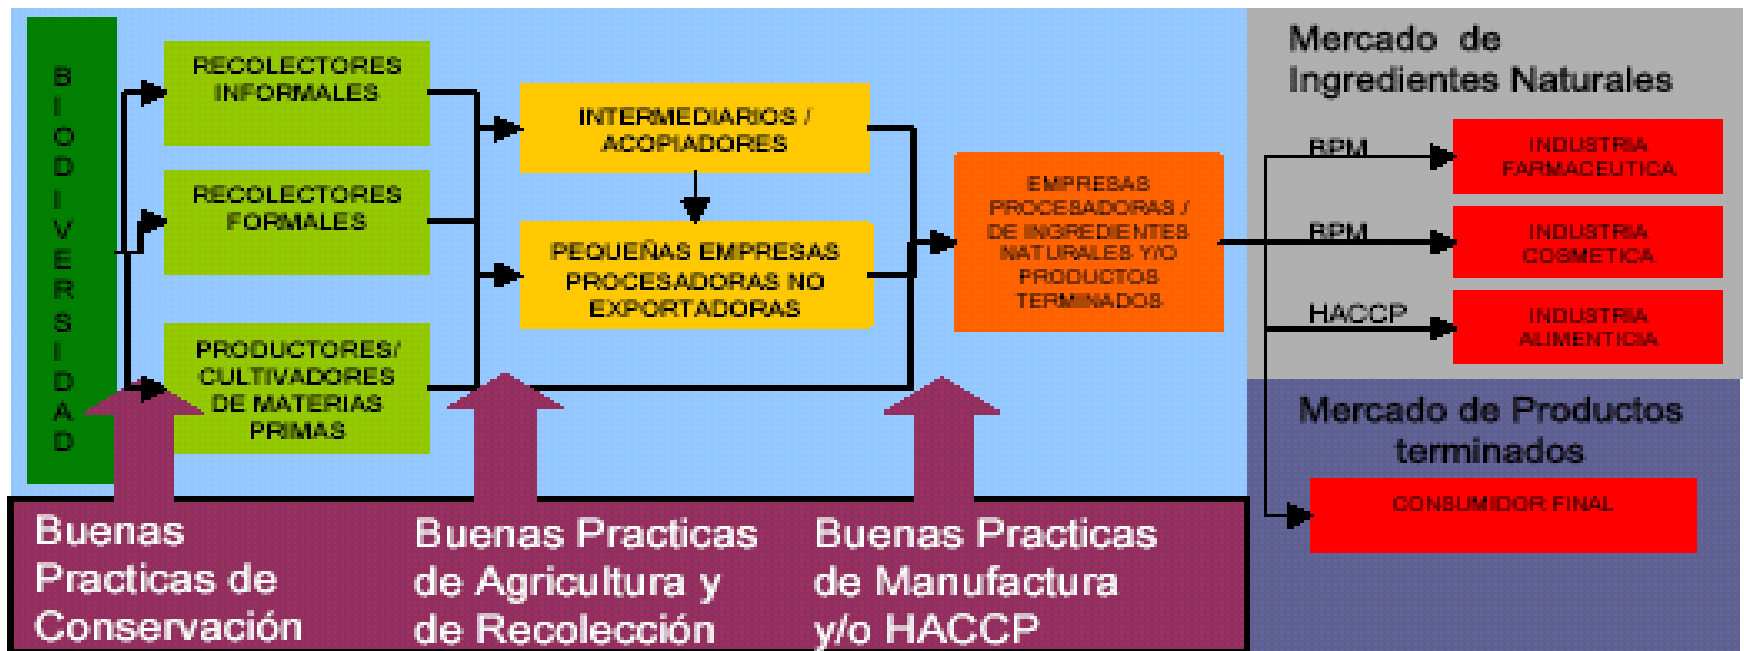 BIODIVERSIDAD
RECOLECTORES
INFORMALES
RECOLECTORES
FORMALES
PRODUCTORES/
CULTIVADORES
DE MATERIAS
PRIMAS
INTERMEDIARIOS /
ACOPIADORES
PEQUEÑAS EMPRESAS
PROCESADORAS NO
EXPORTADORAS
EMPRESAS
PROCESADORAS /
DE INGREDIENTES
NATURALES Y/O
PRODUCTOS
TERMINADOS
Mercado de
Ingredientes Naturales
BPM
INDUSTRIA
FARMACEUTICA
BPM
INDUSTRIA
COSMETICA
HACCP
INDUSTRIA
ALIMENTICIA
Mercado de Productos
terminados
CONSUMIDOR FINAL
Buenas
Practicas de
Conservación
Buenas Practicas
de Agricultura y
de Recolección
Buenas Practicas
de Manufactura
y/o HACCP